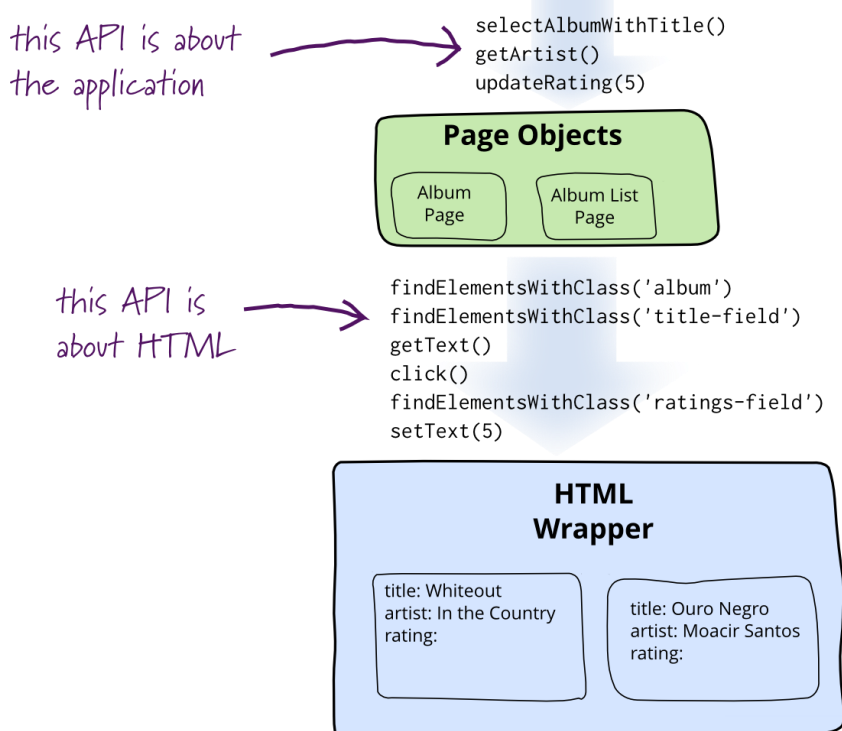 this API is about
the application
selectAlbumWithTitle()
getArtist()
updateRating(5)
Page Objects
Album
Page
Album List
Page
this API is
about HTML
findElementsWithClass('album')
findElementsWithClass('title-field')
getText()
click()
findElementsWithClass('ratings-field')
setText(5)
HTML
Wrapper
title: Whiteout
artist: In the Country
rating:
title: Ouro Negro
artist: Moacir Santos
rating: